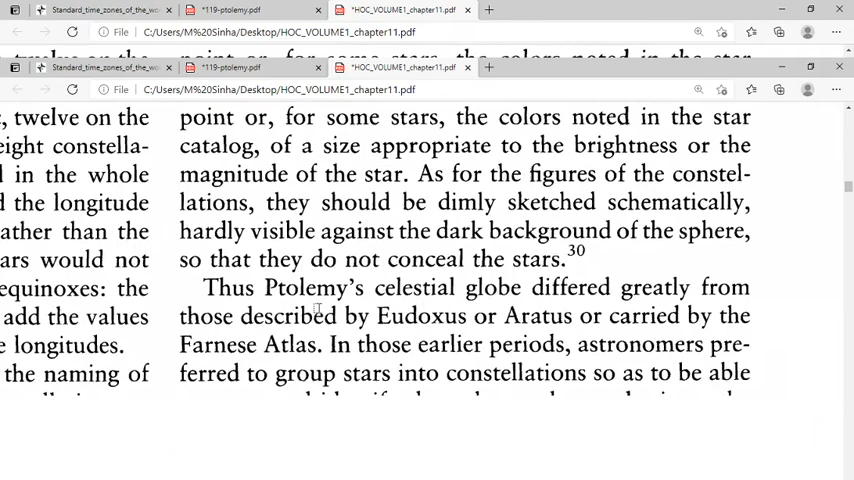 Standard_time_zones_of_the_wo
*119-ptolemy.pdf
*HOC_VOLUME1_chapter11.pdf
File
C:/Users/M%20Sinha/Desktop/HOC_VOLUME1_chapter11.pdf
Standard_time_zones_of_the_wo
*119-ptolemy.pdf
*HOC_VOLUME1_chapter11.pdf
File
C:/Users/M%20Sinha/Desktop/HOC_VOLUME1_chapter11.pdf
c, twelve on the
eight constella-
d in the whole
d the longitude
ather than the
ars would not
equinoxes: the
add the values
e longitudes.
the naming of
point or, for some stars, the colors noted in the star
catalog, of a size appropriate to the brightness or the
magnitude of the star. As for the figures of the constel-
lations, they should be dimly sketched schematically,
hardly visible against the dark background of the sphere,
so that they do not conceal the stars.30
Thus Ptolemy's celestial globe differed greatly from
those described by Eudoxus or Aratus or carried by the
Farnese Atlas. In those earlier periods, astronomers pre-
ferred to group stars into constellations so as to be able